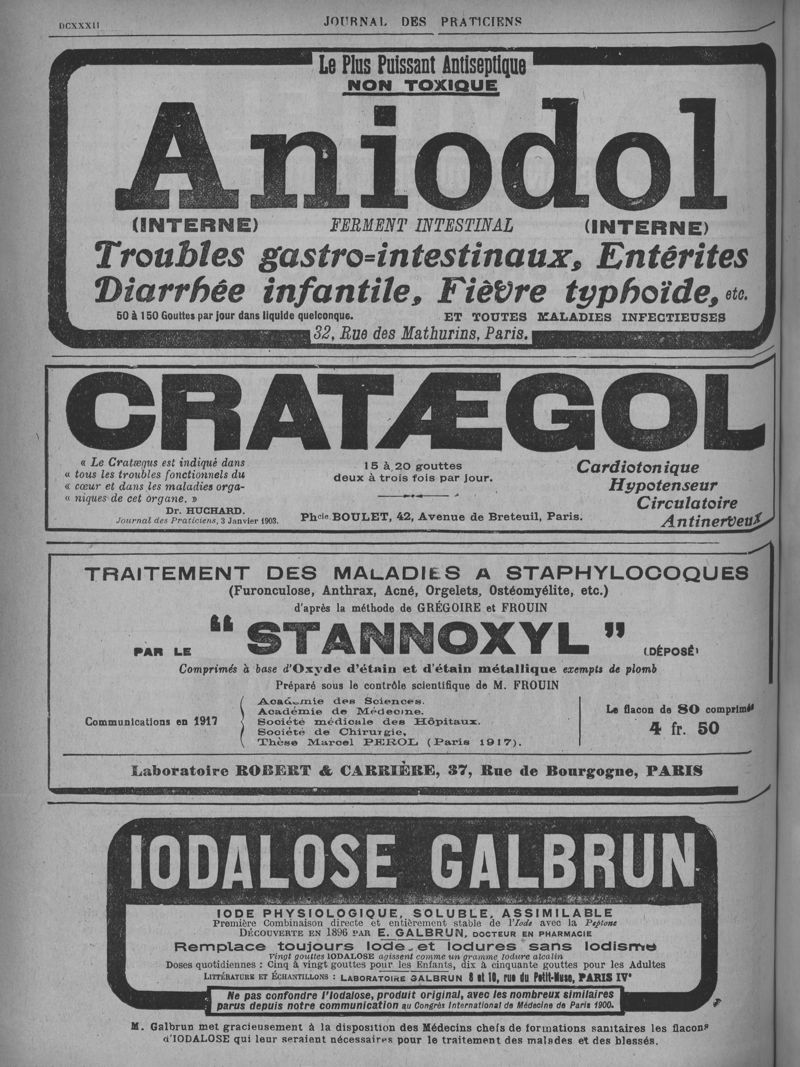 DCXXXII
JOURNAL DES PRATICIENS
Le Plus Puissant Antiseptique
NON TOXIQUE
Aniodol
(INTERNE) FERMENT INTESTINAL (INTERNE)
Troubles gastro=intestinaux, Entérites
Diarrhée infantile, Fièvre typhoïde, etc.
50 à 150 Gouttes par jour dans liquide quelconque. ET TOUTES MALADIES INFECTIEUSES
32, Rue des Mathurins, Paris.
CRATÆGOL
« Le Cratægus est indiqué dans
« tous les troubles fonctionnels du
« cœur et dans les maladies orga-
« niques de cet organe. »
Dr. HUCHARD.
Journal des Praticiens, 3 Janvier 1903.
15 à 20 gouttes
deux à trois fois par jour.
Phcie BOULET, 42, Avenue de Breteuil, Paris.
Cardiotonique
Hypotenseur
Circulatoire
Antinerveux
TRAITEMENT DES MALADIES A STAPHYLOCOQUES
(Furonculose, Anthrax, Acné, Orgelets, Ostéomyélite, etc.)
d'après la méthode de GRÉGOIRE et FROUIN
PAR LE “ STANNOXYL ” (DÉPOSÉ)
Comprimés à base d'Oxyde d'étain et d'étain métallique exempts de plomb
Préparé sous le contrôle scientifique de M. FROUIN
Communications en 1917
Académie des Sciences.
Académie de Médecine.
Société médicale des Hôpitaux.
Société de Chirurgie,
Thèse Marcel PEROL (Paris 1917).
Le flacon de 80 comprimés
4 fr. 50
Laboratoire ROBERT & CARRIÈRE, 37, Rue de Bourgogne, PARIS
IODALOSE GALBRUN
IODE PHYSIOLOGIQUE, SOLUBLE, ASSIMILABLE
Première Combinaison directe et entièrement stable de l'Iode avec la Peptone
DÉCOUVERTE EN 1896 PAR E. GALBRUN, DOCTEUR EN PHARMACIE
Remplace toujours Iode et Iodures sans Iodisme
Vingt gouttes IODALOSE agissent comme un gramme Iodure alcalin
Doses quotidiennes : Cinq à vingt gouttes pour les Enfants, dix à cinquante gouttes pour les Adultes
LITTÉRATURE ET ÉCHANTILLONS : LABORATOIRE GALBRUN 8 et 10, rue du Petit-Musc, PARIS IVe
Ne pas confondre l'Iodalose, produit original, avec les nombreux similaires
parus depuis notre communication au Congrès International de Médecine de Paris 1900.
M. Galbrun met gracieusement à la disposition des Médecins chefs de formations sanitaires les flacons
d'IODALOSE qui leur seraient nécessaires pour le traitement des malades et des blessés.